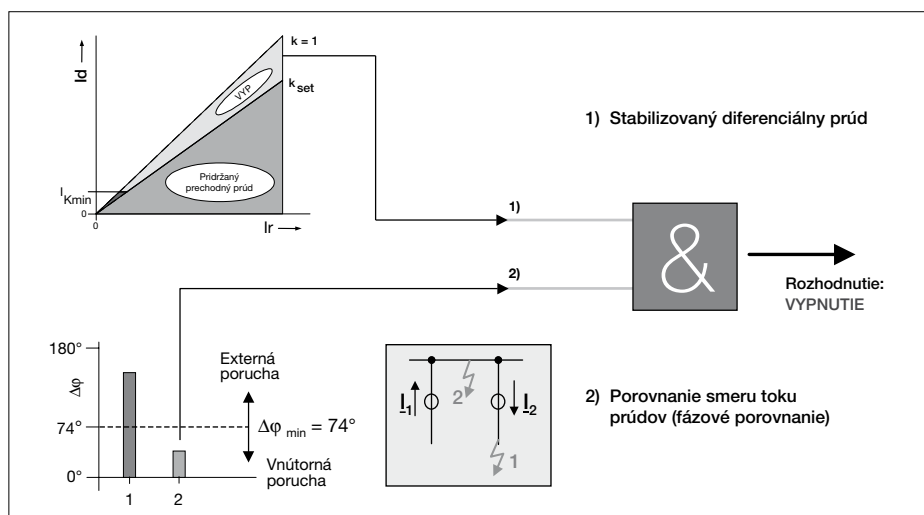 k = 1
Id
k set
VYP
1) Stabilizovaný diferenciálny prúd
Pridržaný
prechodný prúd
I Kmin
0
0
Ir
1)
&
2)
Rozhodnutie:
VYPNUTIE
180°
Δφ
74°
0°
1
2
Externá
porucha
Δφ min = 74°
Vnútorná
porucha
I1
2
I2
1
2) Porovnanie smeru toku
prúdov (fázové porovnanie)